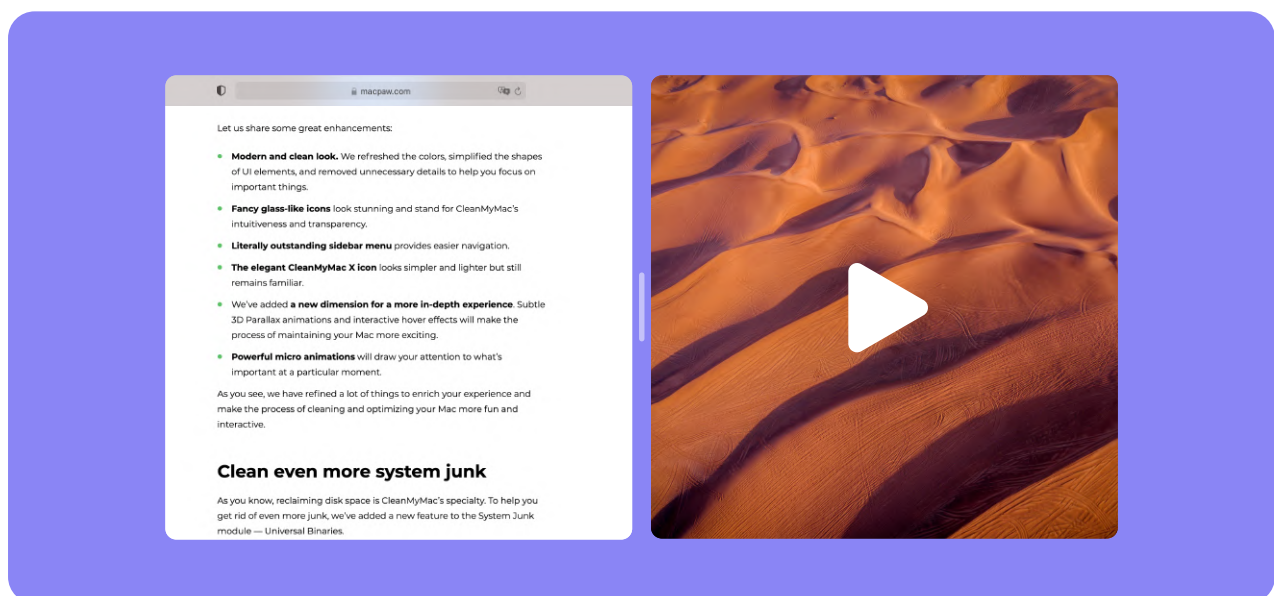 macpaw.com
Let us share some great enhancements:
Modern and clean look. We refreshed the colors, simplified the shapes
of UI elements, and removed unnecessary details to help you focus on
important things.
Fancy glass-like icons look stunning and stand for CleanMyMac’s
intuitiveness and transparency.
Literally outstanding sidebar menu provides easier navigation.
The elegant CleanMyMac X icon looks simpler and lighter but still
remains familiar.
We’ve added a new dimension for a more in-depth experience. Subtle
3D Parallax animations and interactive hover effects will make the
process of maintaining your Mac more exciting.
Powerful micro animations will draw your attention to what’s
important at a particular moment.
As you see, we have refined a lot of things to enrich your experience and
make the process of cleaning and optimizing your Mac more fun and
interactive.
Clean even more system junk
As you know, reclaiming disk space is CleanMyMac’s specialty. To help you
get rid of even more junk, we’ve added a new feature to the System Junk
module — Universal Binaries.